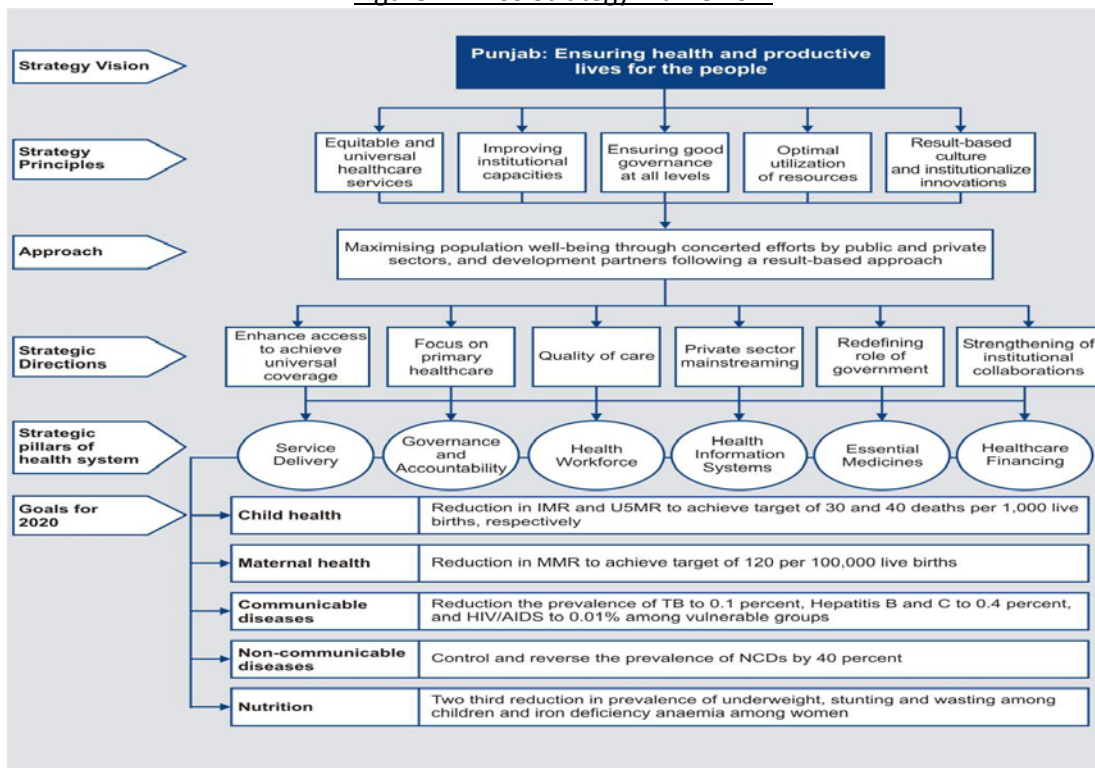 Strategy Vision
Punjab: Ensuring health and productive
lives for the people
Strategy
Principles
Equitable and
universal
healthcare
services
Improving
institutional
capacities
Ensuring good
governance
at all levels
Optimal
utilization
of resources
Result-based
culture
and institutionalize
innovations
Approach
Maximising population well-being through concerted efforts by public and private
sectors, and development partners following a result-based approach
Strategic
Directions
Enhance access
to achieve
universal
coverage
Focus on
primary
healthcare
Quality of care
Private sector
mainstreaming
Redefining
role of
government
Strengthening of
institutional
collaborations
Strategic
pillars of
health system
Service
Delivery
Governance
and
Accountability
Health
Workforce
Health
Information
Systems
Essential
Medicines
Healthcare
Financing
Goals for
2020
Child health
Reduction in IMR and U5MR to achieve target of 30 and 40 deaths per 1,000 live
births, respectively
Maternal health
Reduction in MMR to achieve target of 120 per 100,000 live births
Communicable
diseases
Reduction the prevalence of TB to 0.1 percent, Hepatitis B and C to 0.4 percent,
and HIV/AIDS to 0.01% among vulnerable groups
Non-communicable
diseases
Control and reverse the prevalence of NCDs by 40 percent
Nutrition
Two third reduction in prevalence of underweight, stunting and wasting among
children and iron deficiency anaemia among women